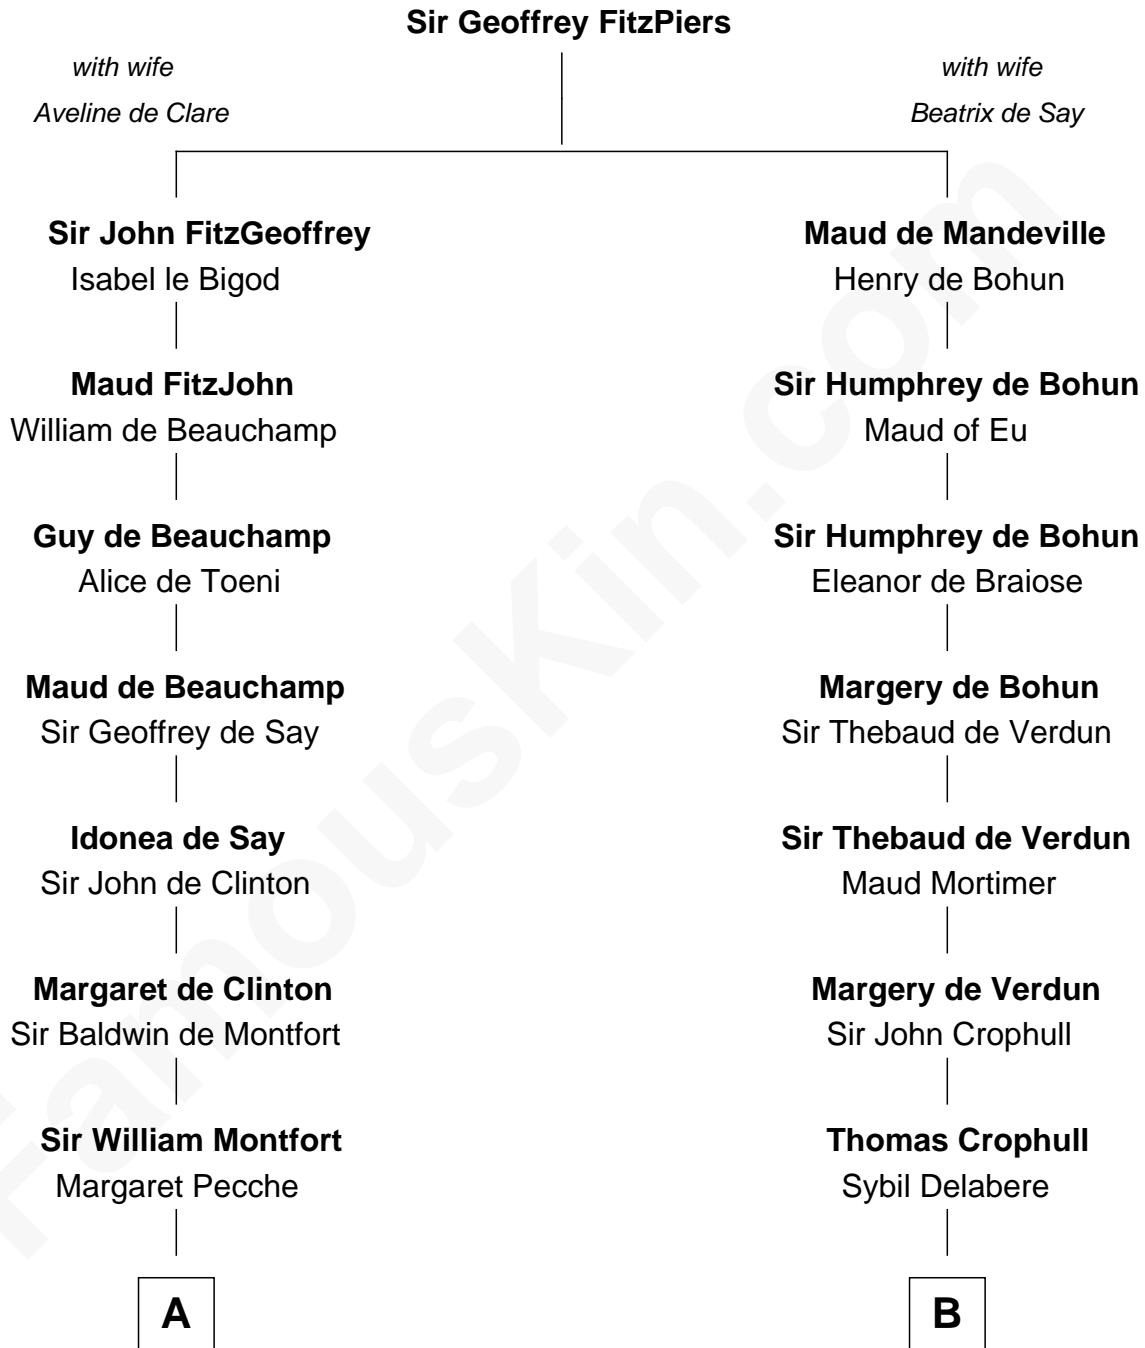 Sir Geoffrey FitzPiers
with wife
Aveline de Clare
with wife
Beatrix de Say
Sir John FitzGeoffrey
Isabel le Bigod
Maud de Mandeville
Henry de Bohun
Maud FitzJohn
William de Beauchamp
Sir Humphrey de Bohun
Maud of Eu
Guy de Beauchamp
Alice de Toeni
Sir Humphrey de Bohun
Eleanor de Braiose
Maud de Beauchamp
Sir Geoffrey de Say
Margery de Bohun
Sir Thebaud de Verdun
Idonea de Say
Sir John de Clinton
Sir Thebaud de Verdun
Maud Mortimer
Margaret de Clinton
Sir Baldwin de Montfort
Margery de Verdun
Sir John Crophull
Sir William Montfort
Margaret Pecche
Thomas Crophull
Sybil Delabere
A
B
FamousKin.com